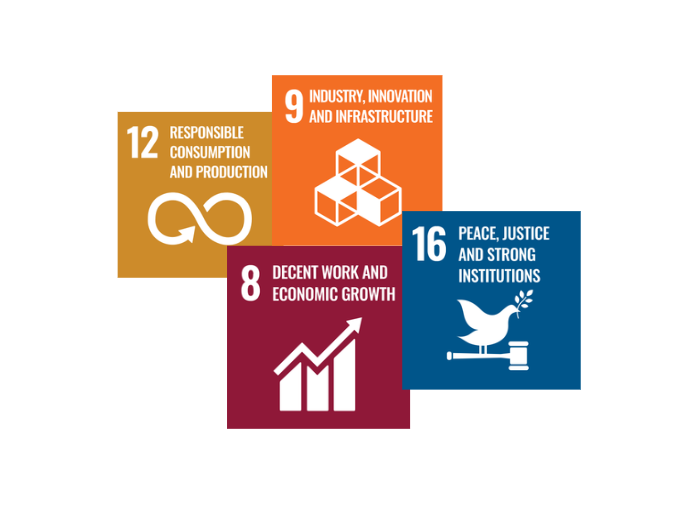 9 INDUSTRY, INNOVATION
AND INFRASTRUCTURE
12 RESPONSIBLE
CONSUMPTION
AND PRODUCTION
16 PEACE, JUSTICE
AND STRONG
INSTITUTIONS
8 DECENT WORK AND
ECONOMIC GROWTH